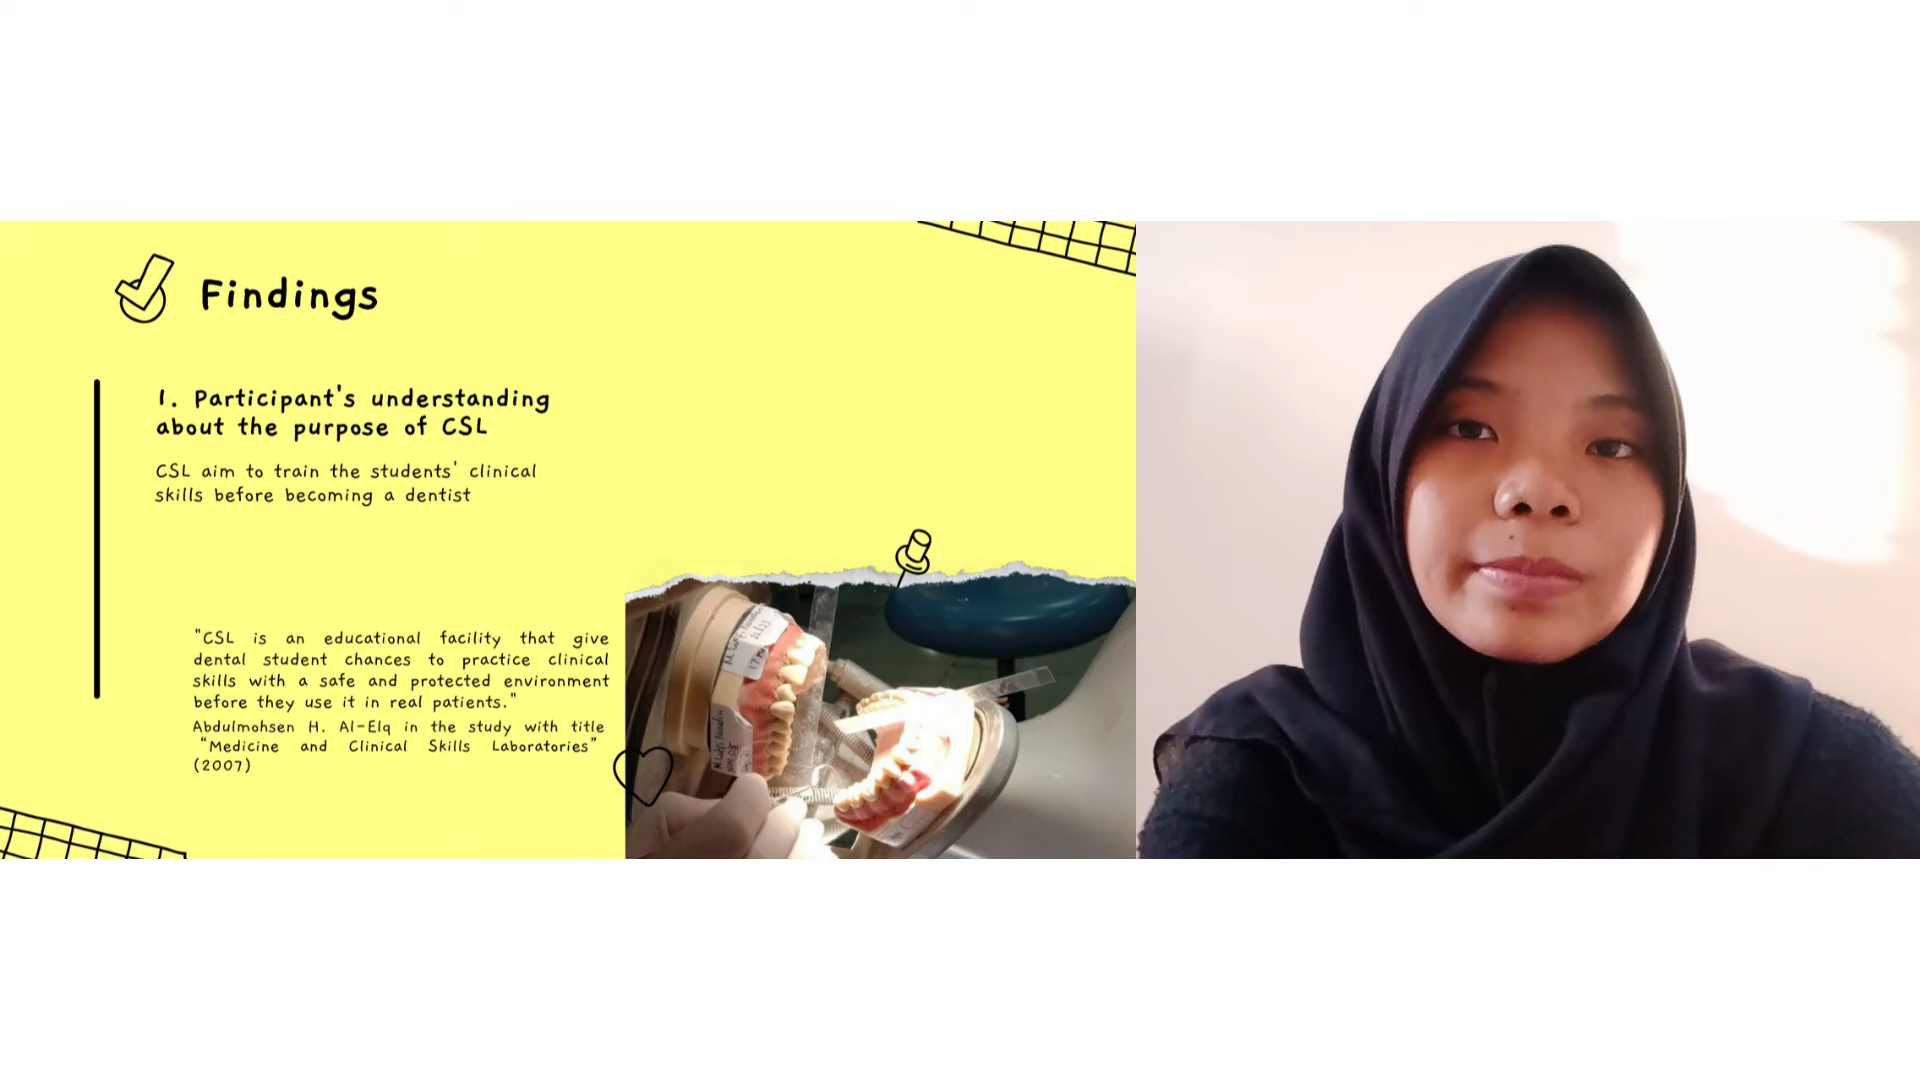 Findings
1. Participant's understanding
about the purpose of CSL
CSL aim to train the students' clinical
skills before becoming a dentist
"CSL is an educational facility that give
dental student chances to practice clinical
skills with a safe and protected environment
before they use it in real patients."
Abdulmohsen H. Al-Elq in the study with title
“Medicine and Clinical Skills Laboratories”
(2007)